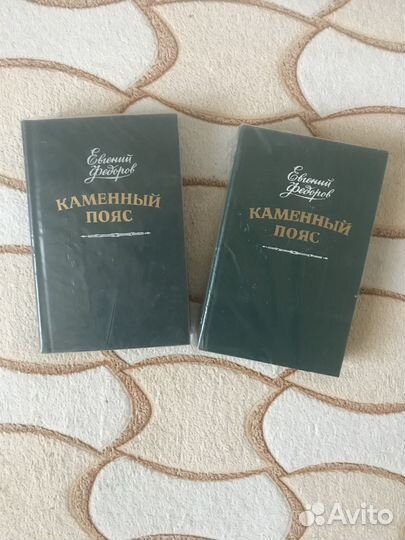 Евгений
Федоров
КАМЕННЫЙ
ПОЯС
Евгений
Федоров
КАМЕННЫЙ
ПОЯС
Avito